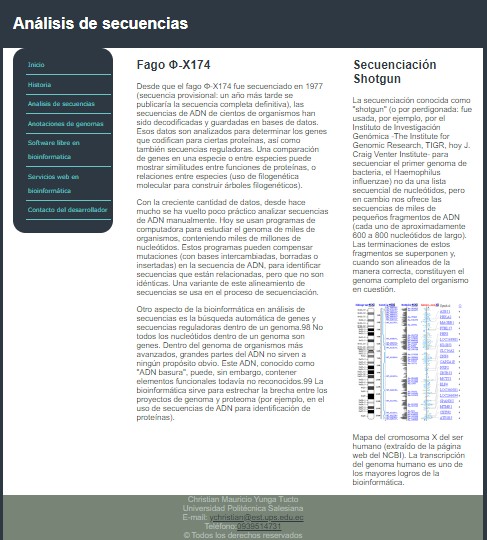 Análisis de secuencias
Inicio
Historia
Analisis de secuencias
Anotaciones de genomas
Software libre en
bioinformatica
Servicios web en
bioinformática
Contacto del desarrollador
Fago Φ-X174
Desde que el fago Φ-X174 fue secuenciado en 1977
(secuencia provisional: un año más tarde se
publicaría la secuencia completa definitiva), las
secuencias de ADN de cientos de organismos han
sido decodificadas y guardadas en bases de datos.
Esos datos son analizados para determinar los genes
que codifican para ciertas proteínas, así como
también secuencias reguladoras. Una comparación
de genes en una especie o entre especies puede
mostrar similitudes entre funciones de proteínas, o
relaciones entre especies (uso de filogenética
molecular para construir árboles filogenéticos).
Con la creciente cantidad de datos, desde hace
mucho se ha vuelto poco práctico analizar secuencias
de ADN manualmente. Hoy se usan programas de
computadora para estudiar el genoma de miles de
organismos, conteniendo miles de millones de
nucleótidos. Estos programas pueden compensar
mutaciones (con bases intercambiadas, borradas o
insertadas) en la secuencia de ADN, para identificar
secuencias que están relacionadas, pero que no son
idénticas. Una variante de este alineamiento de
secuencias se usa en el proceso de secuenciación.
Otro aspecto de la bioinformática en análisis de
secuencias es la búsqueda automática de genes y
secuencias reguladoras dentro de un genoma.98 No
todos los nucleótidos dentro de un genoma son
genes. Dentro del genoma de organismos más
avanzados, grandes partes del ADN no sirven a
ningún propósito obvio. Este ADN, conocido como
"ADN basura", puede, sin embargo, contener
elementos funcionales todavía no reconocidos.99 La
bioinformática sirve para estrechar la brecha entre los
proyectos de genoma y proteoma (por ejemplo, en el
uso de secuencias de ADN para identificación de
proteínas).
Secuenciación
Shotgun
La secuenciación conocida como
"shotgun" (o por perdigonada: fue
usada, por ejemplo, por el
Instituto de Investigación
Genómica -The Institute for
Genomic Research, TIGR, hoy J.
Craig Venter Institute- para
secuenciar el primer genoma de
bacteria, el Haemophilus
influenzae) no da una lista
secuencial de nucleótidos, pero
en cambio nos ofrece las
secuencias de miles de
pequeños fragmentos de ADN
(cada uno de aproximadamente
600 a 800 nucleótidos de largo).
Las terminaciones de estos
fragmentos se superponen y,
cuando son alineados de la
manera correcta, constituyen el
genoma completo del organismo
en cuestión.
Mapa del cromosoma X del ser
humano (extraído de la página
web del NCBI). La transcripción
del genoma humano es uno de
los mayores logros de la
bioinformática.
Christian Mauricio Yunga Tucto
Universidad Politécnica Salesiana
E-mail: ychristian@est.ups.edu.ec
Teléfono:0939514731
© Todos los derechos reservados